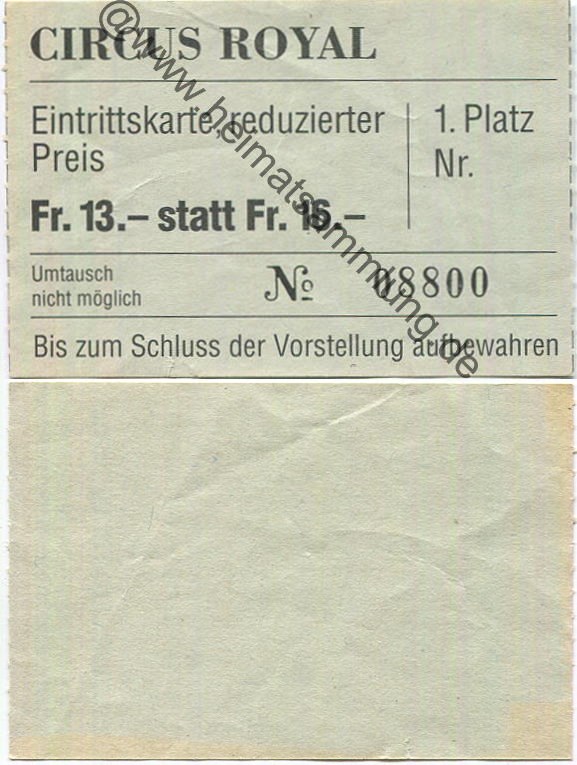 CIRCUS ROYAL
Eintrittskarte, reduzierter
Preis
1. Platz
Nr.
Fr. 13.– statt Fr. 16.–
Umtausch
nicht möglich
№ 08800
Bis zum Schluss der Vorstellung aufbewahren
@www.heimatsammlung.de